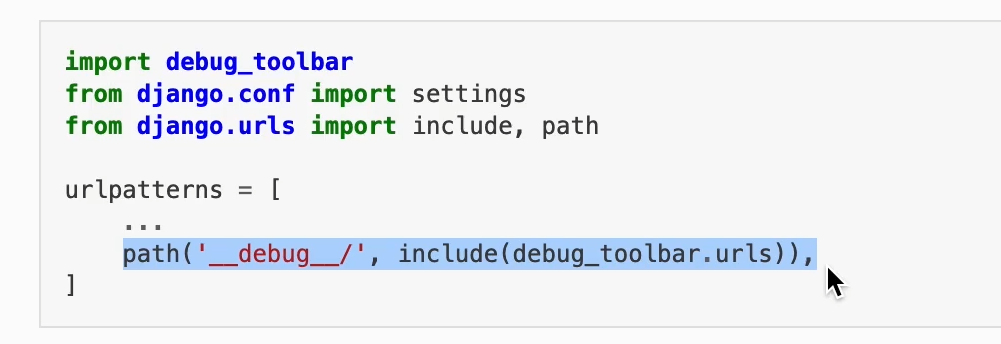 import debug_toolbar
from django.conf import settings
from django.urls import include, path
urlpatterns = [
    ...
    path('__debug__/', include(debug_toolbar.urls)),
]